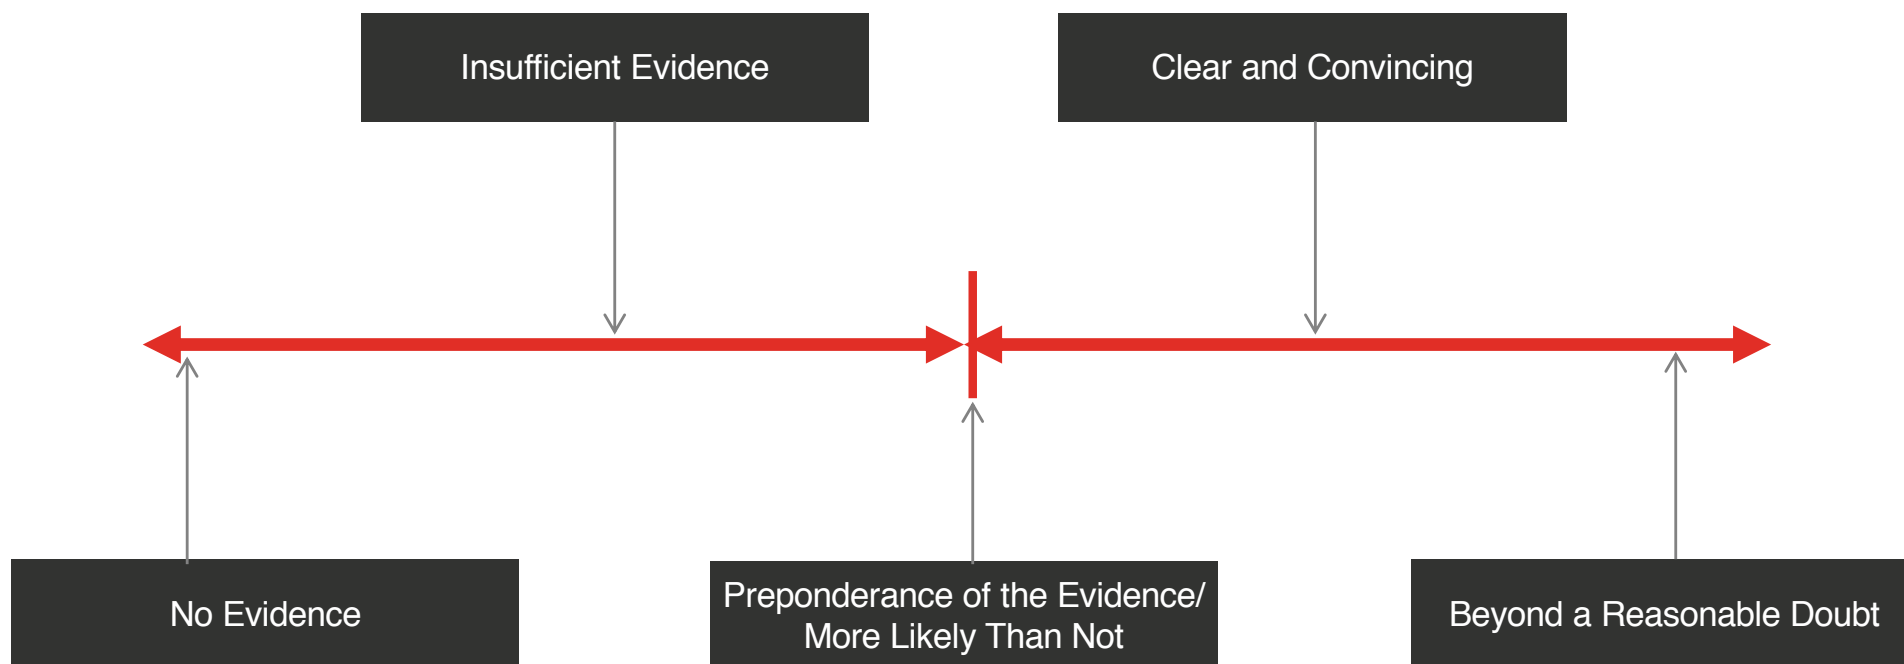 Insufficient Evidence
Clear and Convincing
No Evidence
Preponderance of the Evidence/
More Likely Than Not
Beyond a Reasonable Doubt